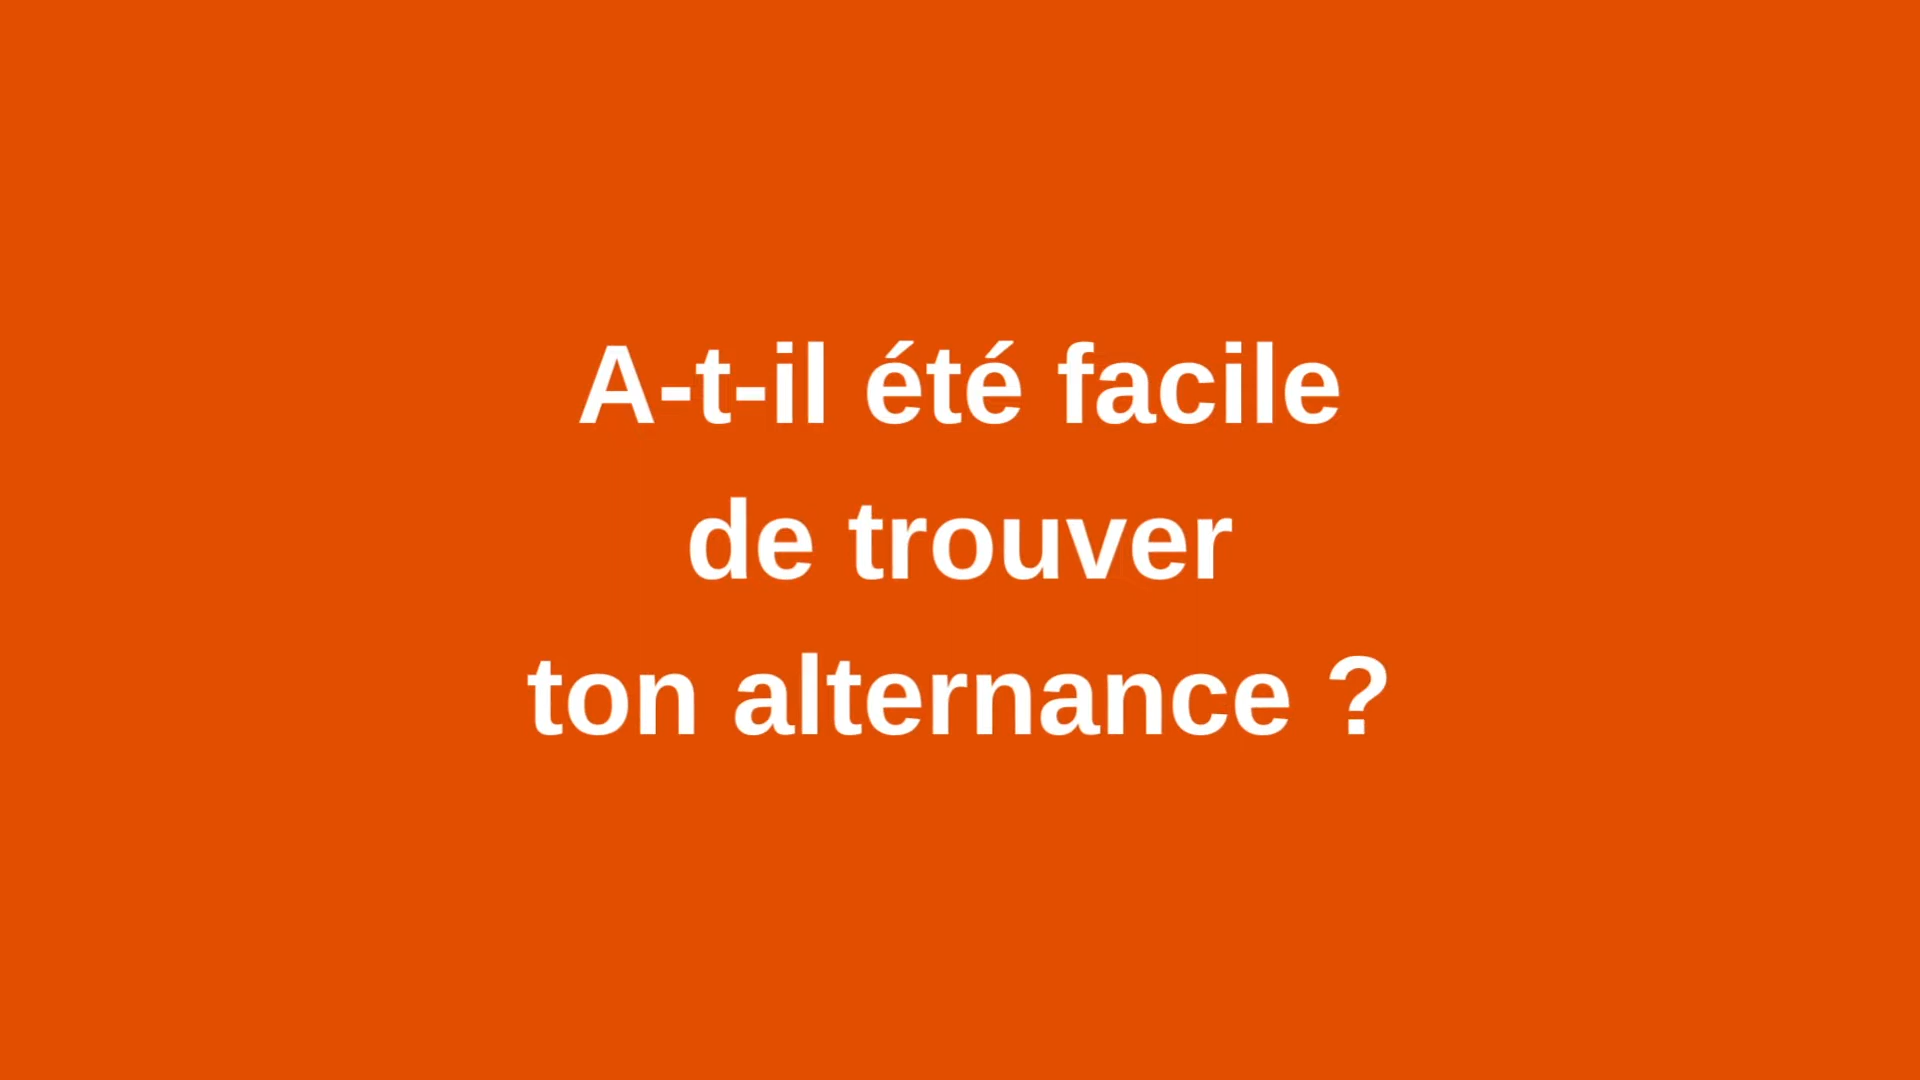 A-t-il été facile
de trouver
ton alternance ?